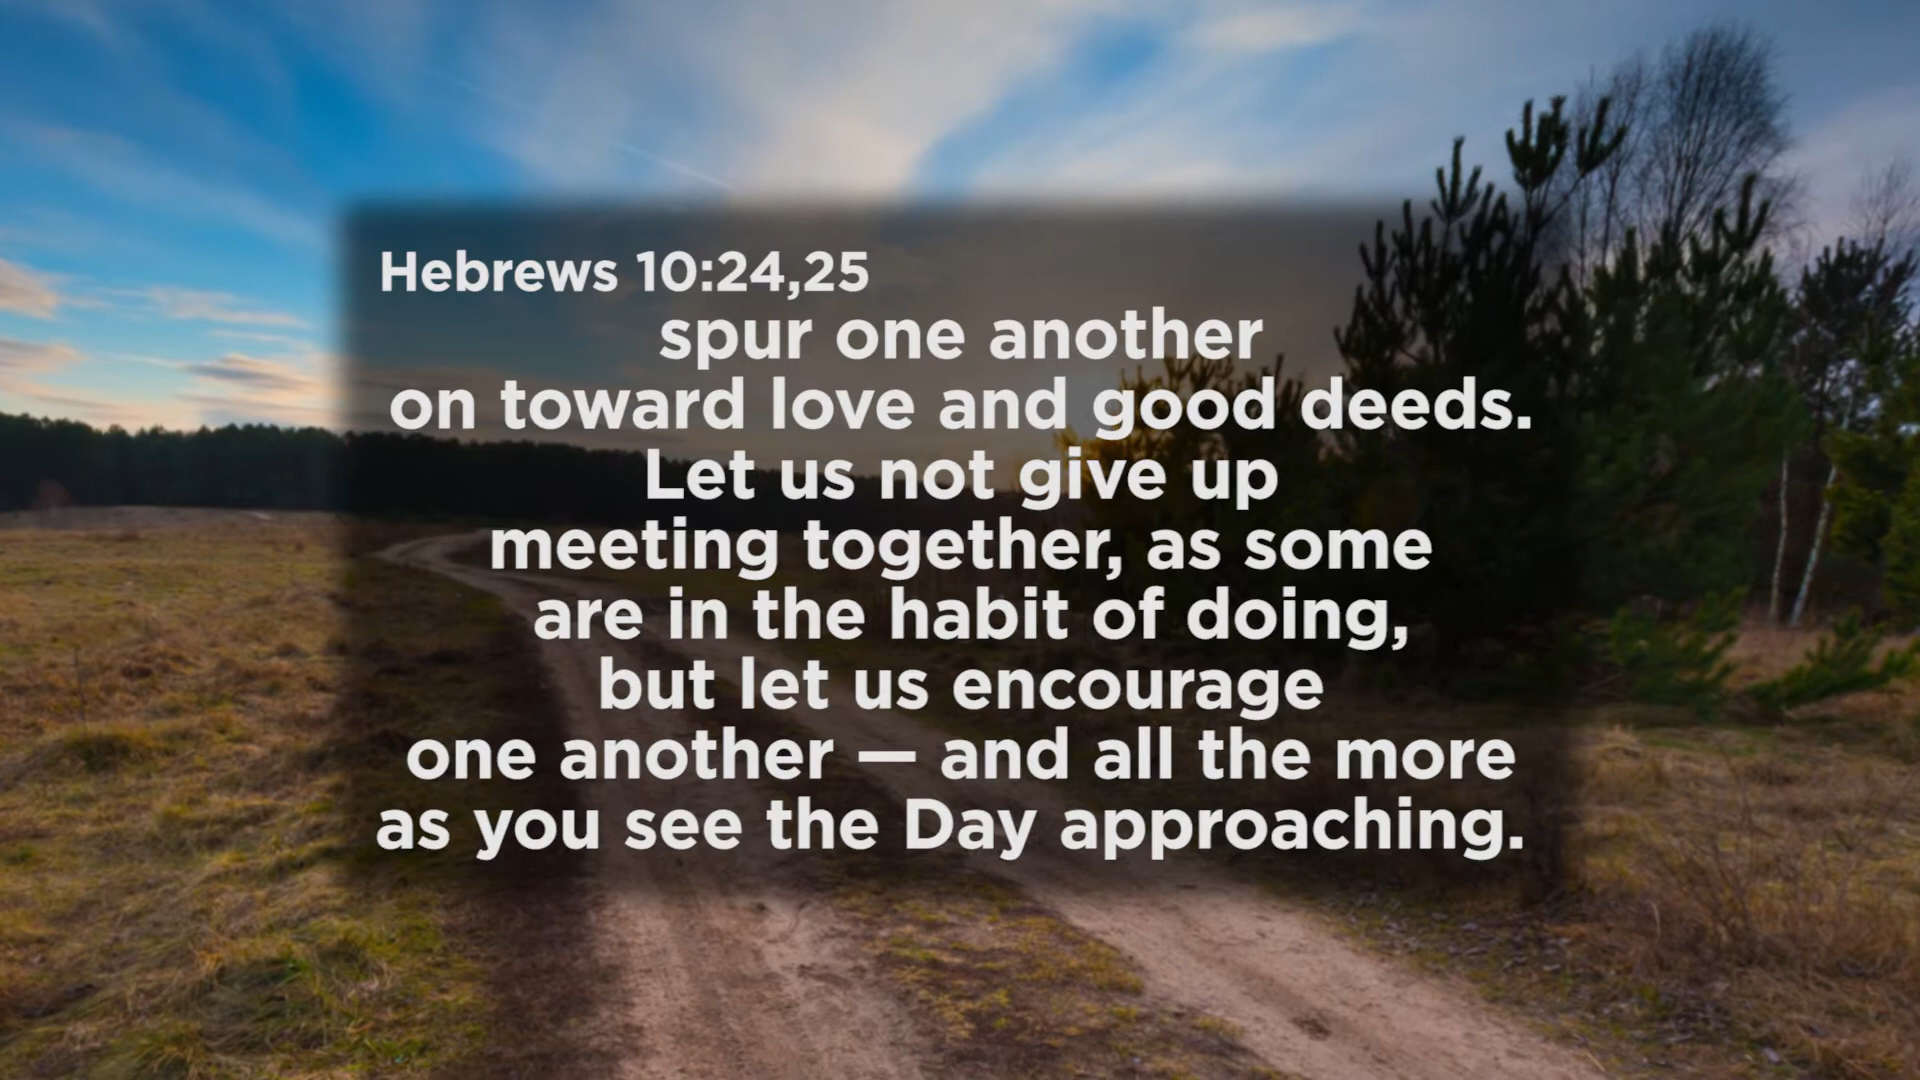 Hebrews 10:24,25
spur one another
on toward love and good deeds.
Let us not give up
meeting together, as some
are in the habit of doing,
but let us encourage
one another — and all the more
as you see the Day approaching.